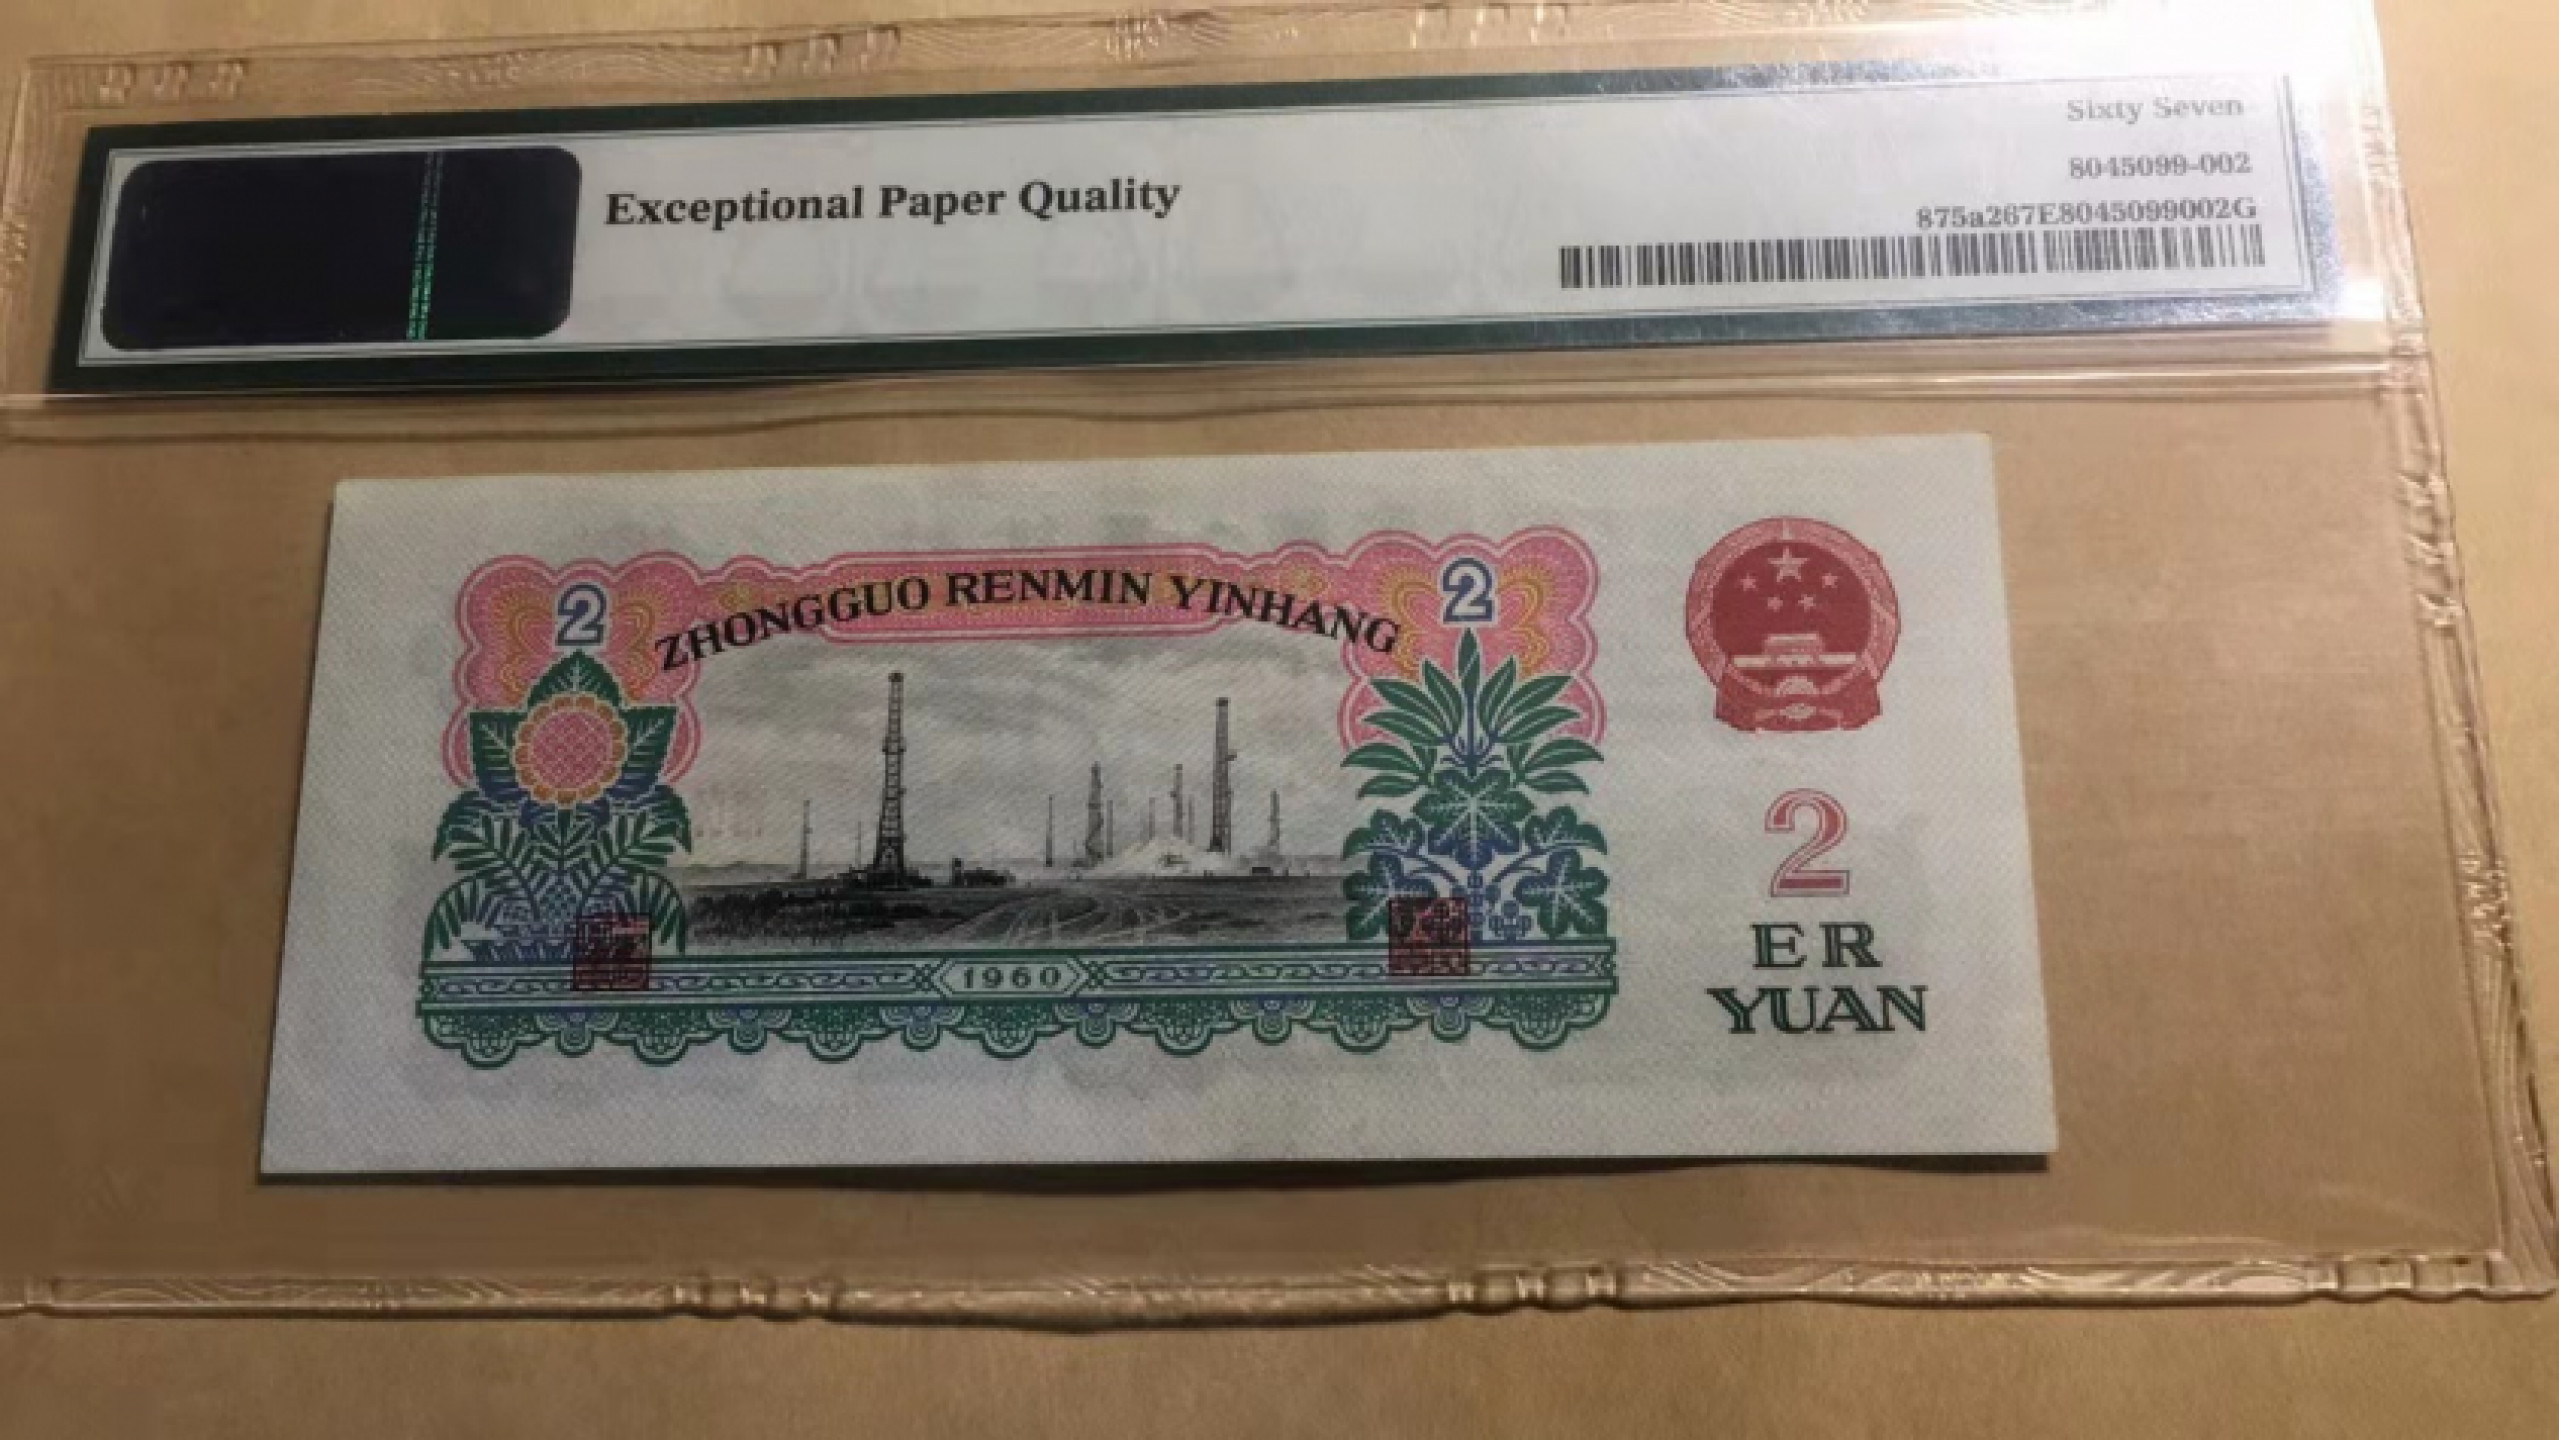 Sixty Seven
8045099-002
Exceptional Paper Quality
875a267E8045099002G
ZHONGGUO RENMIN YINHANG
2
2
2
ER
YUAN
1960